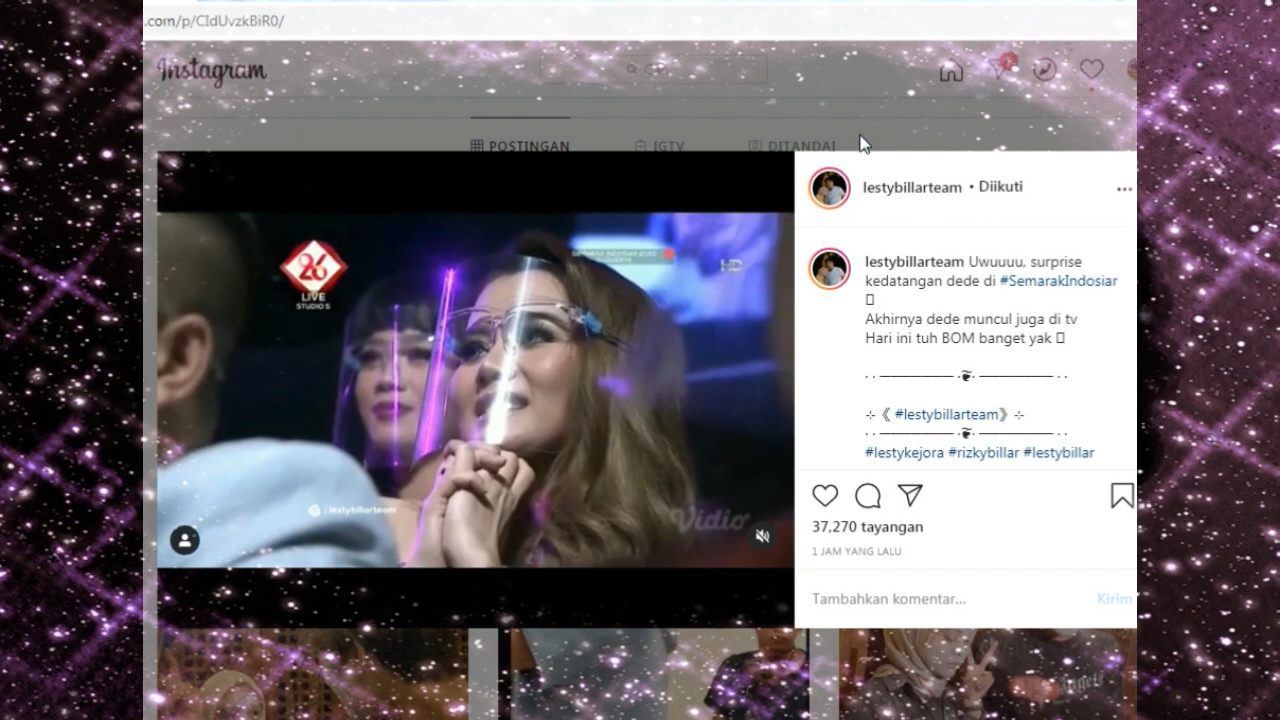 .com/p/CIdUvzkBiR0/
Instagram
POSTINGAN
IGTV
DITANDAI
lestybillarteam • Diikuti
26
LIVE
STUDIO 5
HD
lestybillarteam Uwuuuu, surprise
kedatangan dede di #SemarakIndosiar
Akhirnya dede muncul juga di tv
Hari ini tuh BOM banget yak
《 #lestybillarteam》
#lestykejora #rizkybillar #lestybillar
/lestybillarteam
Vidio
37,270 tayangan
1 JAM YANG LALU
Tambahkan komentar...
Kirim